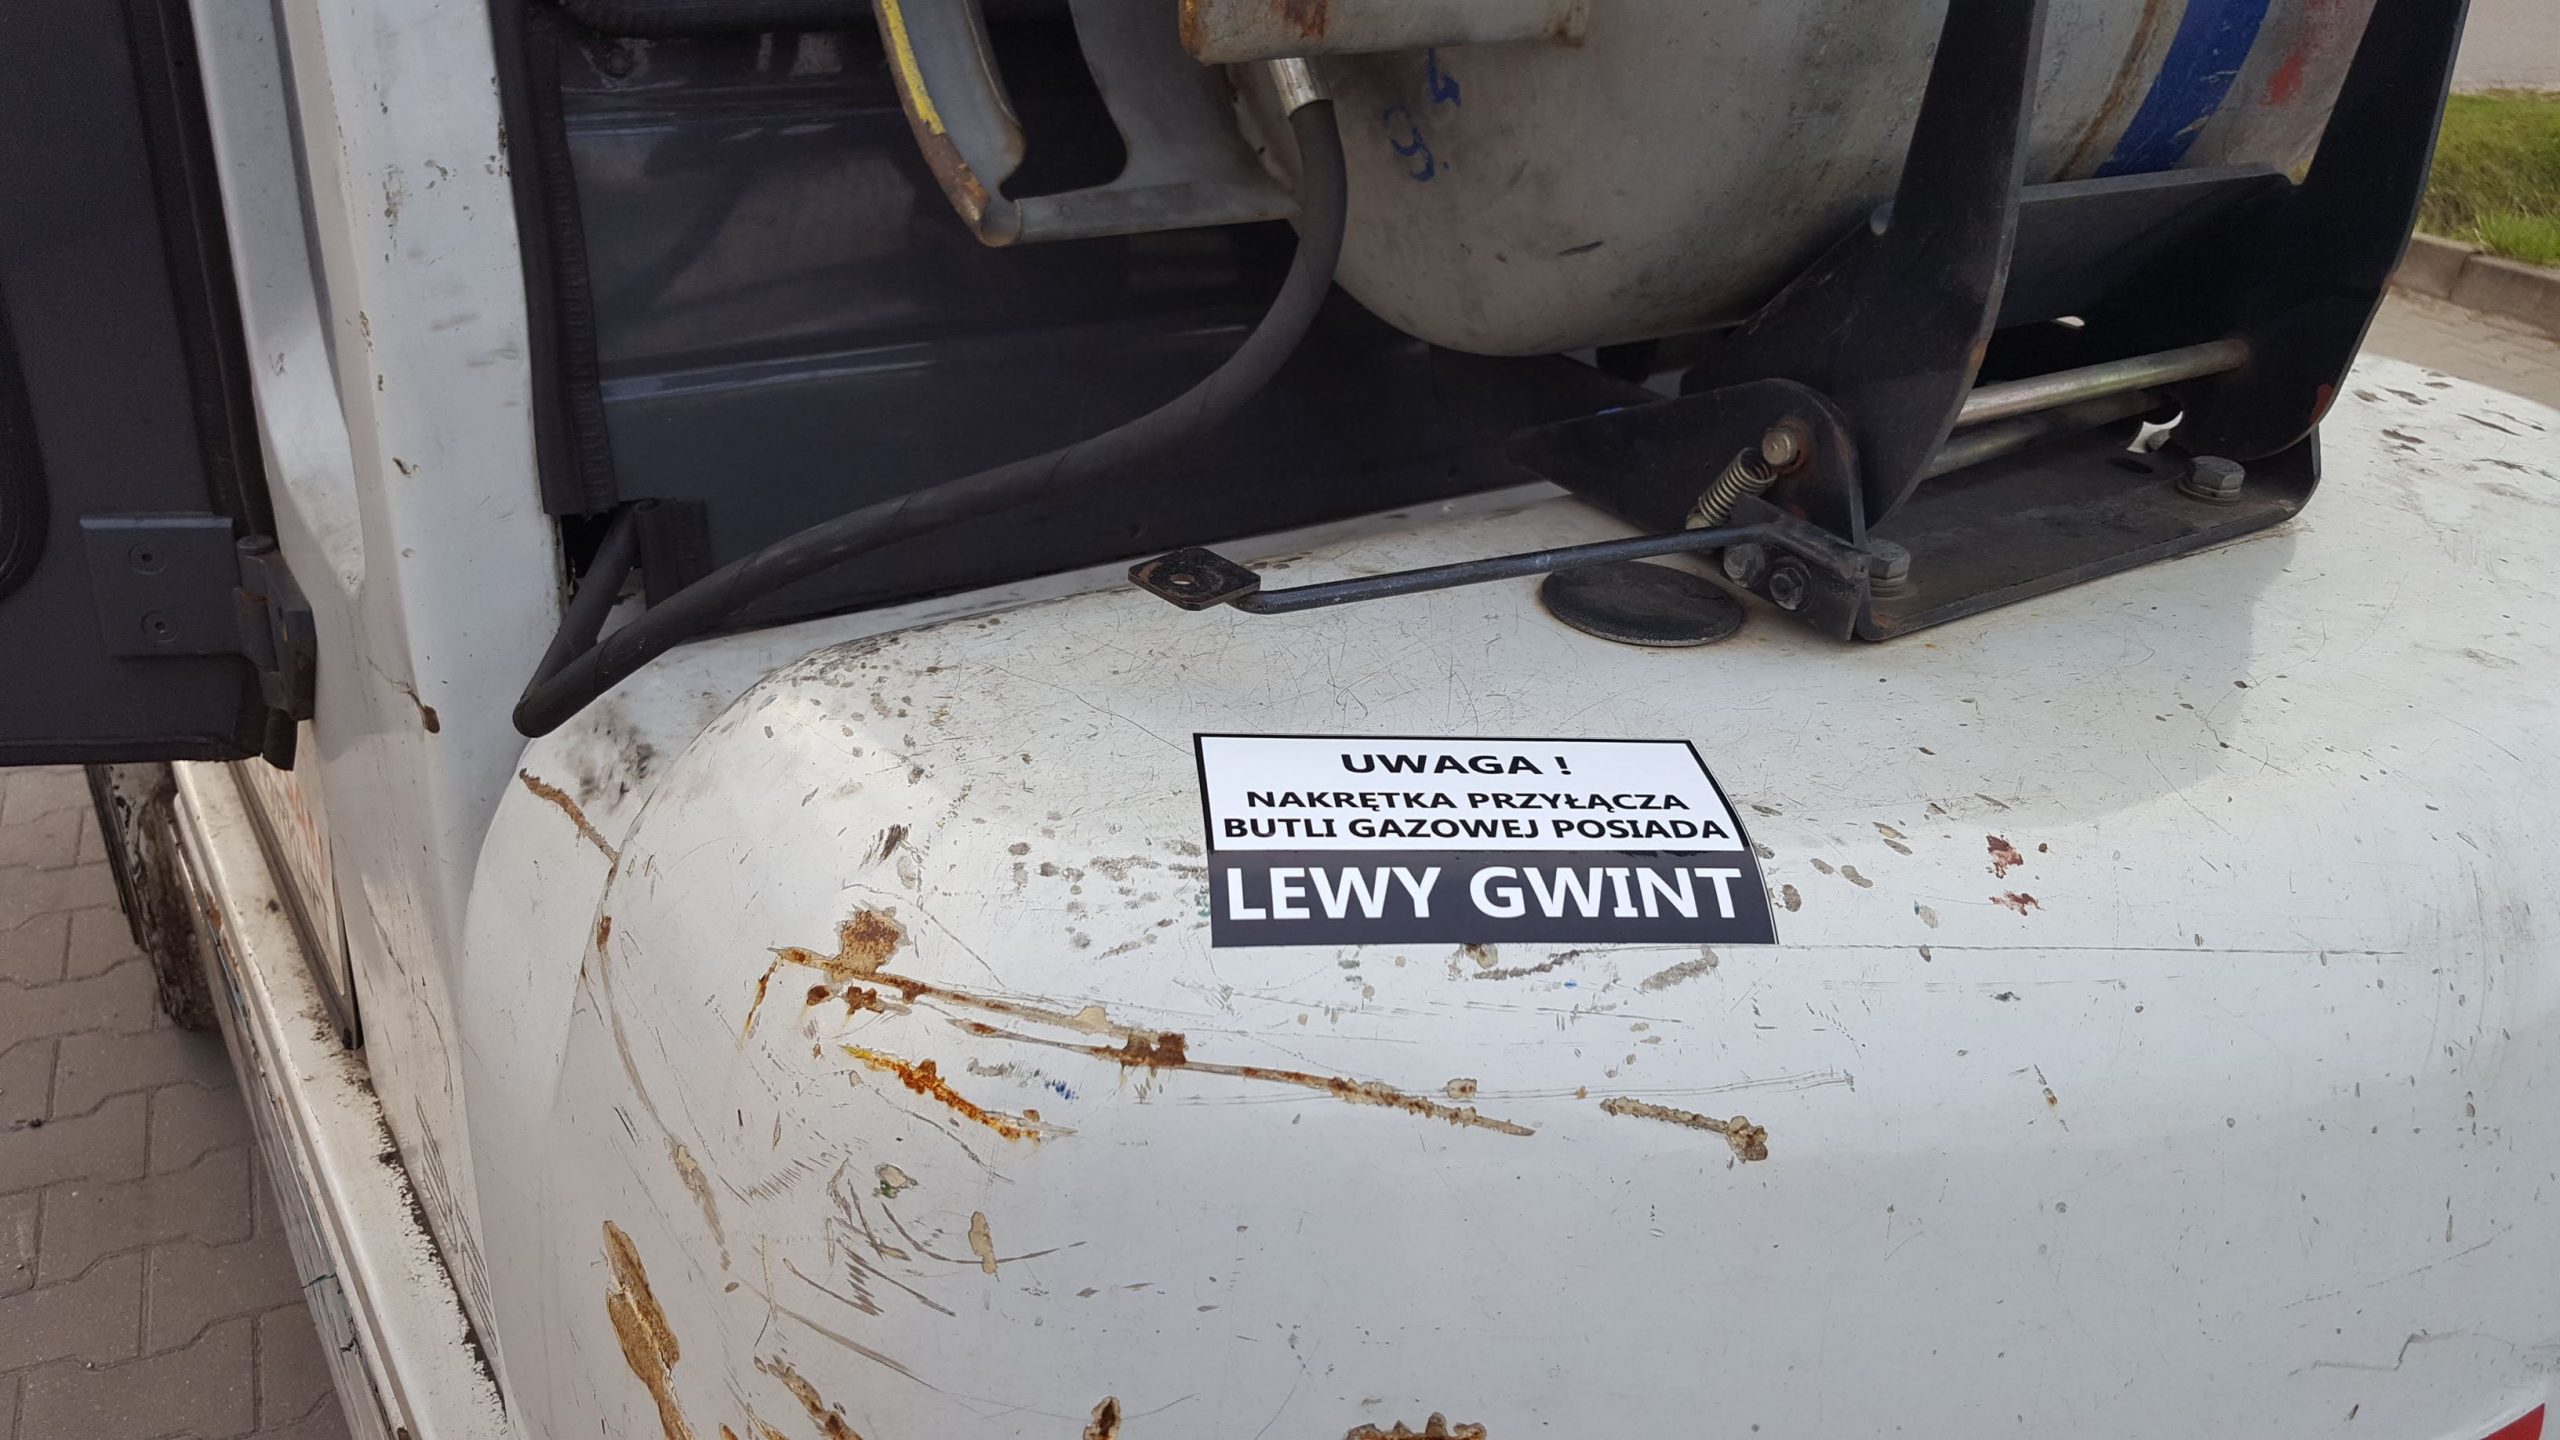 UWAGA !
NAKRĘTKA PRZYŁĄCZA
BUTLI GAZOWEJ POSIADA
LEWY GWINT